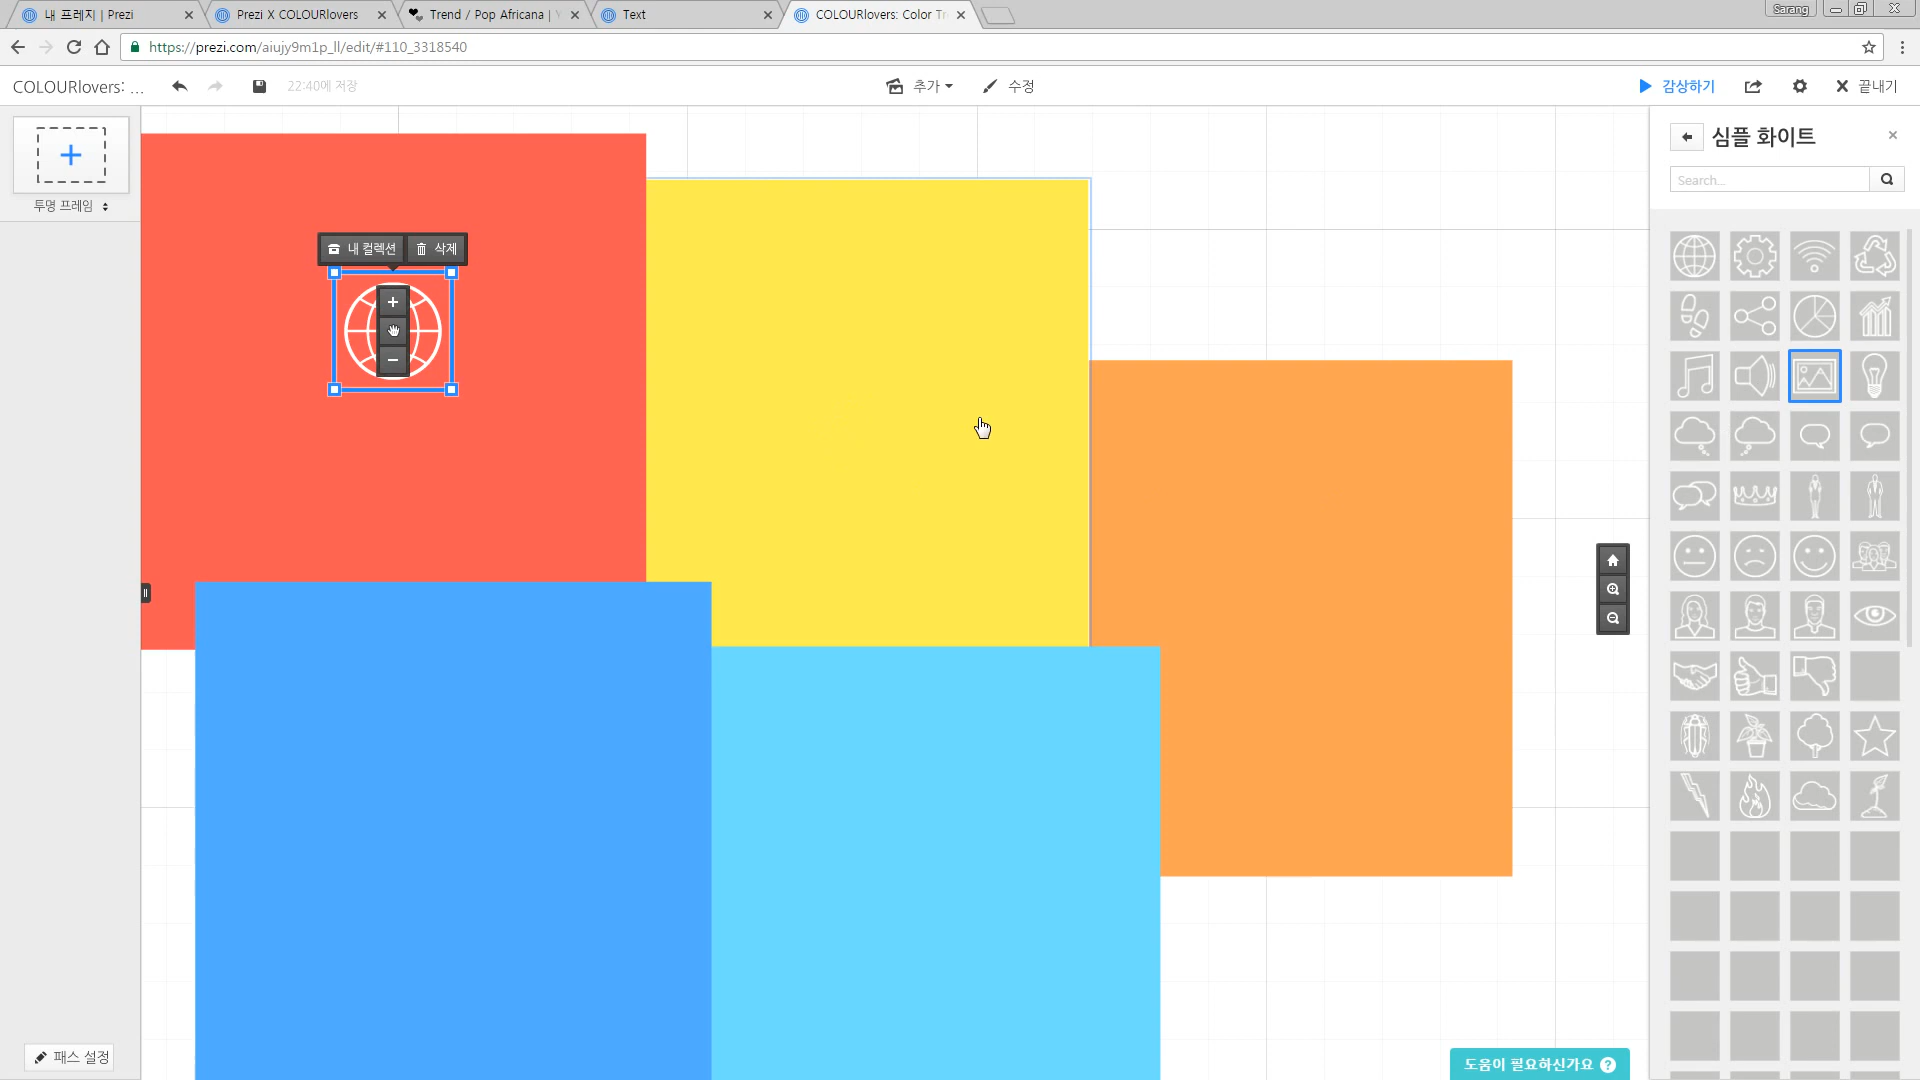 내 프레지 | Prezi
Prezi X COLOURlovers
Trend / Pop Africana |
Text
COLOURlovers: Color Tr
Sarang
https://prezi.com/aiujy9m1p_ll/edit/#110_3318540
COLOURlovers: ...
22:40에 저장
추가
수정
감상하기
끝내기
심플 화이트
Search...
투명 프레임
내 컬렉션
삭제
패스 설정
도움이 필요하신가요 ?